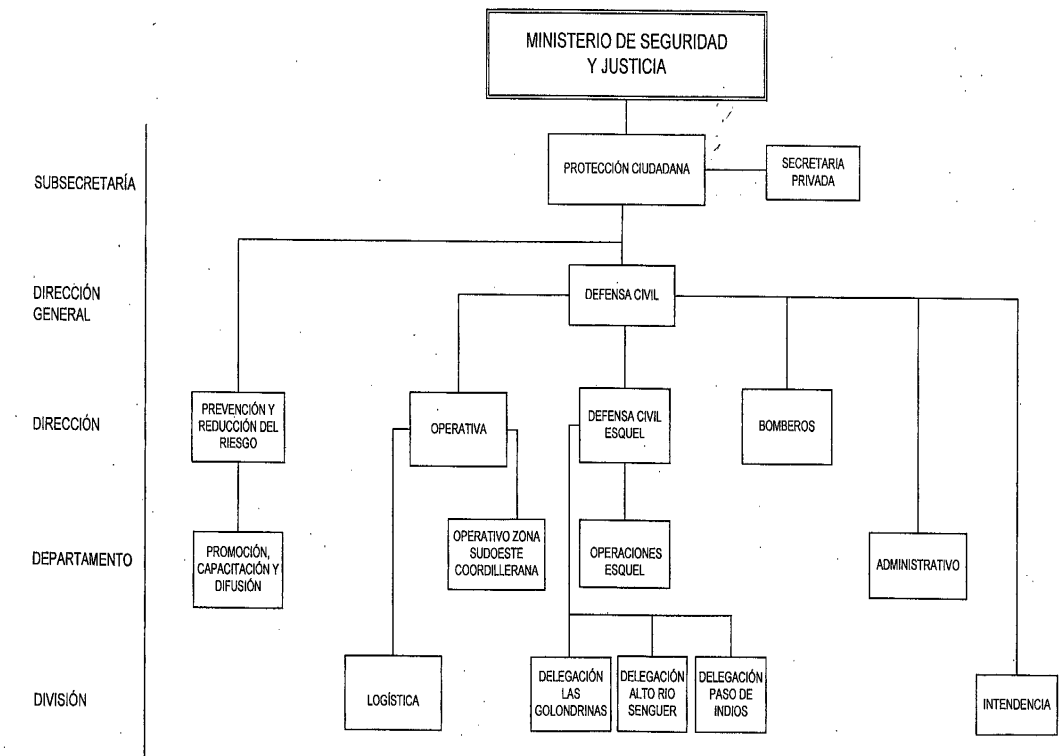 MINISTERIO DE SEGURIDAD
Y JUSTICIA
SUBSECRETARÍA
PROTECCIÓN CIUDADANA
SECRETARIA
PRIVADA
DIRECCIÓN
GENERAL
DEFENSA CIVIL
DIRECCIÓN
PREVENCIÓN Y
REDUCCIÓN DEL
RIESGO
OPERATIVA
DEFENSA CIVIL
ESQUEL
BOMBEROS
DEPARTAMENTO
PROMOCIÓN,
CAPACITACIÓN Y
DIFUSIÓN
OPERATIVO ZONA
SUDOESTE
COORDILLERANA
OPERACIONES
ESQUEL
ADMINISTRATIVO
DIVISIÓN
LOGÍSTICA
DELEGACIÓN
LAS
GOLONDRINAS
DELEGACIÓN
ALTO RIO
SENGUER
DELEGACIÓN
PASO DE
INDIOS
INTENDENCIA